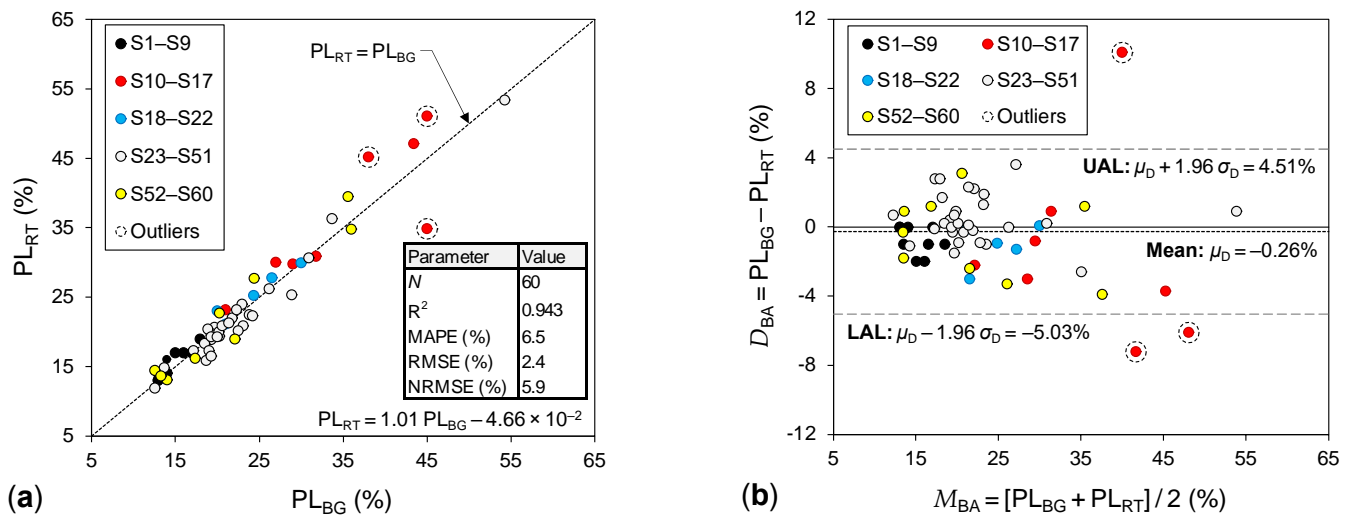 65
55
45
35
25
15
5
PL_RT (%)
S1–S9
S10–S17
S18–S22
S23–S51
S52–S60
Outliers
PL_RT = PL_BG
Parameter Value
N 60
R² 0.943
MAPE (%) 6.5
RMSE (%) 2.4
NRMSE (%) 5.9
PL_RT = 1.01 PL_BG – 4.66 × 10⁻²
5 15 25 35 45 55 65
PL_BG (%)
(a)
12
8
4
0
-4
-8
-12
D_BA = PL_BG – PL_RT (%)
S1–S9 S10–S17
S18–S22 S23–S51
S52–S60 Outliers
UAL: μ_D + 1.96 σ_D = 4.51%
Mean: μ_D = –0.26%
LAL: μ_D – 1.96 σ_D = –5.03%
5 15 25 35 45 55 65
M_BA = [PL_BG + PL_RT] / 2 (%)
(b)